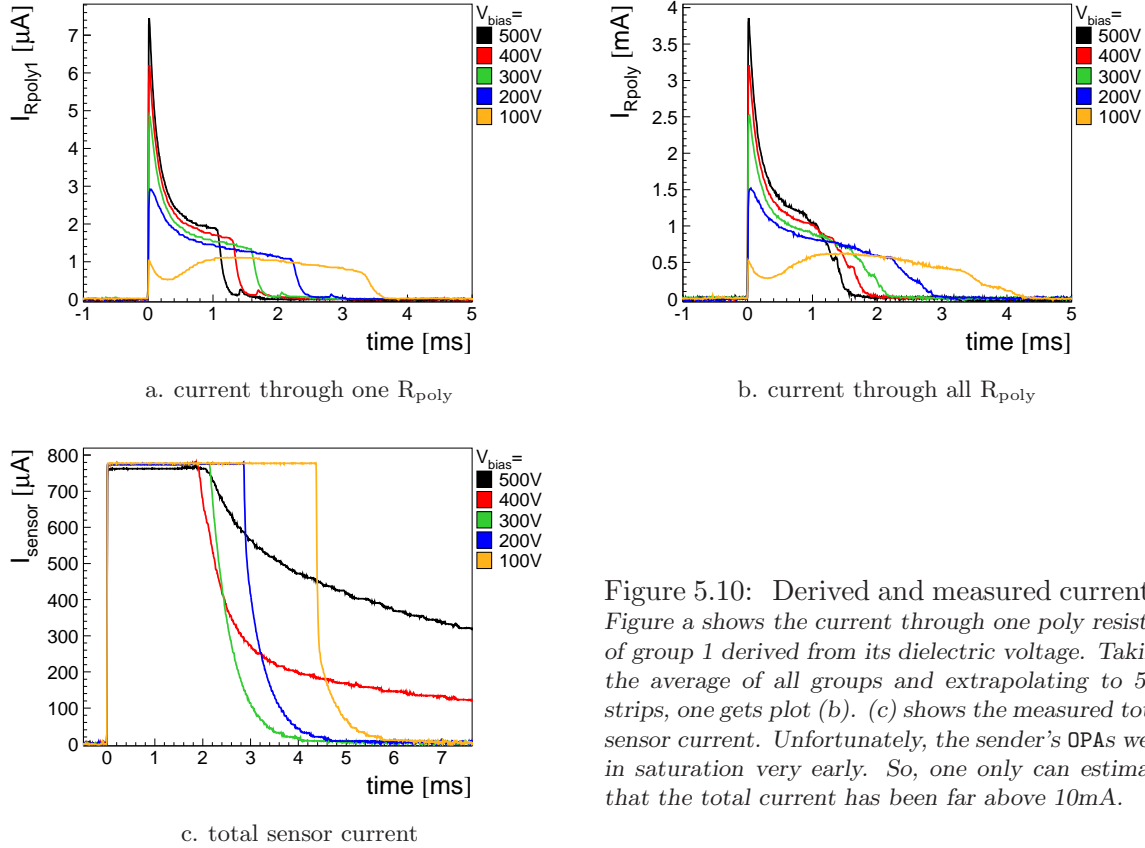 I_Rpoly1 [μA]
7
6
5
4
3
2
1
0
-1 0 1 2 3 4 5
time [ms]
V_bias=
500V
400V
300V
200V
100V
a. current through one R_poly
I_Rpoly [mA]
4
3.5
3
2.5
2
1.5
1
0.5
0
-1 0 1 2 3 4 5
time [ms]
V_bias=
500V
400V
300V
200V
100V
b. current through all R_poly
I_sensor [μA]
800
700
600
500
400
300
200
100
0
0 1 2 3 4 5 6 7
time [ms]
V_bias=
500V
400V
300V
200V
100V
c. total sensor current
Figure 5.10: Derived and measured current
Figure a shows the current through one poly resist
of group 1 derived from its dielectric voltage. Taki
the average of all groups and extrapolating to 5
strips, one gets plot (b). (c) shows the measured to
sensor current. Unfortunately, the sender's OPAs we
in saturation very early. So, one only can estima
that the total current has been far above 10mA.